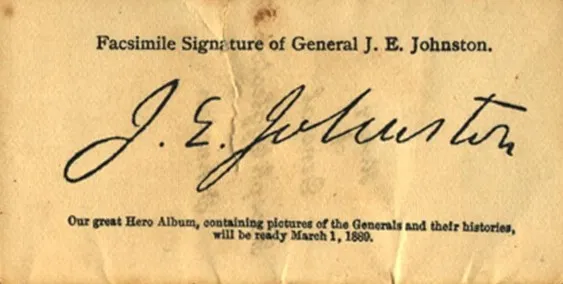 Facsimile Signature of General J. E. Johnston.
J. E. Johnston
Our great Hero Album, containing pictures of the Generals and their histories,
will be ready March 1, 1889.